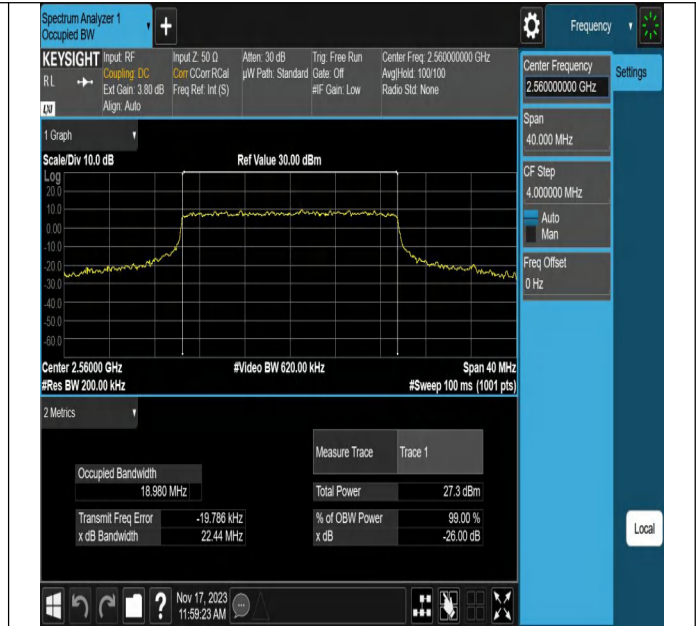 Spectrum Analyzer 1
Occupied BW
+
Frequency
KEYSIGHT
RL
LXI
Input: RF
Coupling: DC
Ext Gain: 3.80 dB
Align: Auto
Input Z: 50 Ω
Corr CCorr RCal
Freq Ref: Int (S)
Atten: 30 dB
µW Path: Standard
Trig: Free Run
Gate: Off
#IF Gain: Low
Center Freq: 2.560000000 GHz
Avg|Hold: 100/100
Radio Std: None
Center Frequency
2.560000000 GHz
Settings
Span
40.000 MHz
CF Step
4.000000 MHz
Auto
Man
Freq Offset
0 Hz
Local
1 Graph
Scale/Div 10.0 dB
Ref Value 30.00 dBm
Log
20.0
10.0
0.00
-10.0
-20.0
-30.0
-40.0
-50.0
-60.0
Center 2.56000 GHz
#Video BW 620.00 kHz
Span 40 MHz
#Res BW 200.00 kHz
#Sweep 100 ms (1001 pts)
2 Metrics
Measure Trace
Trace 1
Occupied Bandwidth
18.980 MHz
Total Power
27.3 dBm
Transmit Freq Error
-19.786 kHz
% of OBW Power
99.00 %
x dB Bandwidth
22.44 MHz
x dB
-26.00 dB
?
Nov 17, 2023
11:59:23 AM